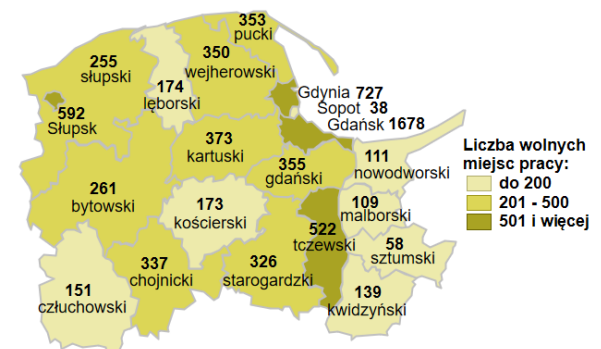 353
pucki
255
słupski
350
wejherowski
174
lęborski
Gdynia 727
Sopot 38
Gdańsk 1678
592
Słupsk
373
kartuski
355
gdański
111
nowodworski
Liczba wolnych
miejsc pracy:
do 200
201 - 500
501 i więcej
261
bytowski
173
kościerski
109
malborski
522
tczewski
58
sztumski
337
chojnicki
326
starogardzki
151
człuchowski
139
kwidzyński